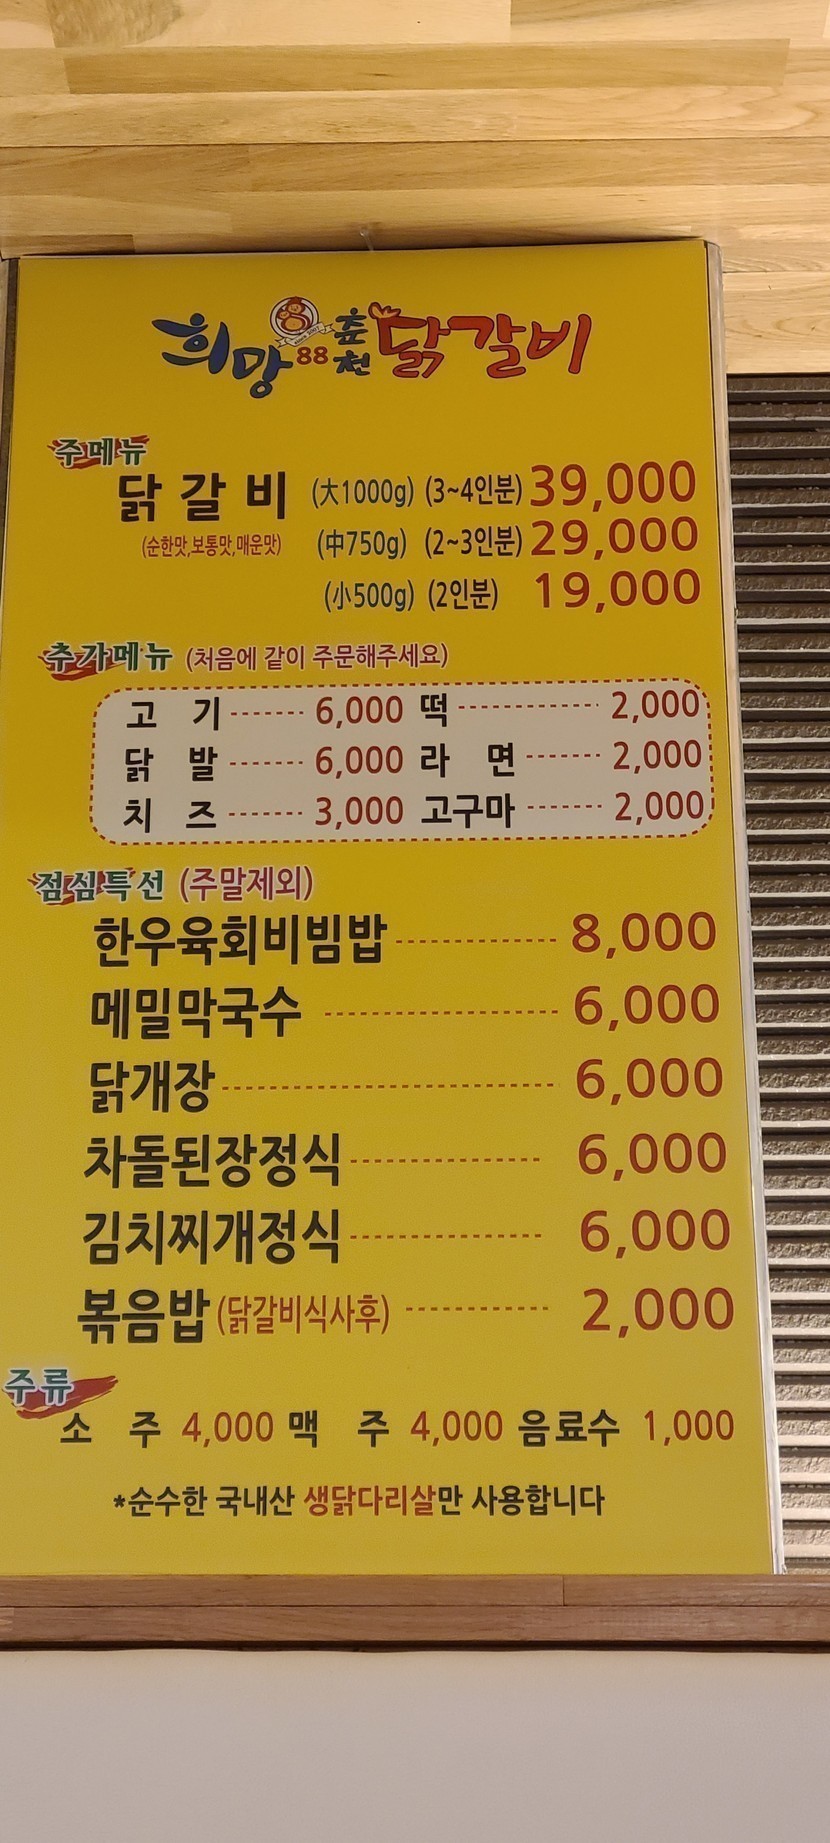 희망 88 춘천 닭갈비
주메뉴
닭갈비 (大1000g) (3~4인분) 39,000
(순한맛,보통맛,매운맛) (中750g) (2~3인분) 29,000
(小500g) (2인분) 19,000
추가메뉴 (처음에 같이 주문해주세요)
고 기 6,000 떡 2,000
닭 발 6,000 라 면 2,000
치 즈 3,000 고구마 2,000
점심특선 (주말제외)
한우육회비빔밥 8,000
메밀막국수 6,000
닭개장 6,000
차돌된장정식 6,000
김치찌개정식 6,000
볶음밥 (닭갈비식사후) 2,000
주류
소 주 4,000 맥 주 4,000 음료수 1,000
*순수한 국내산 생닭다리살만 사용합니다